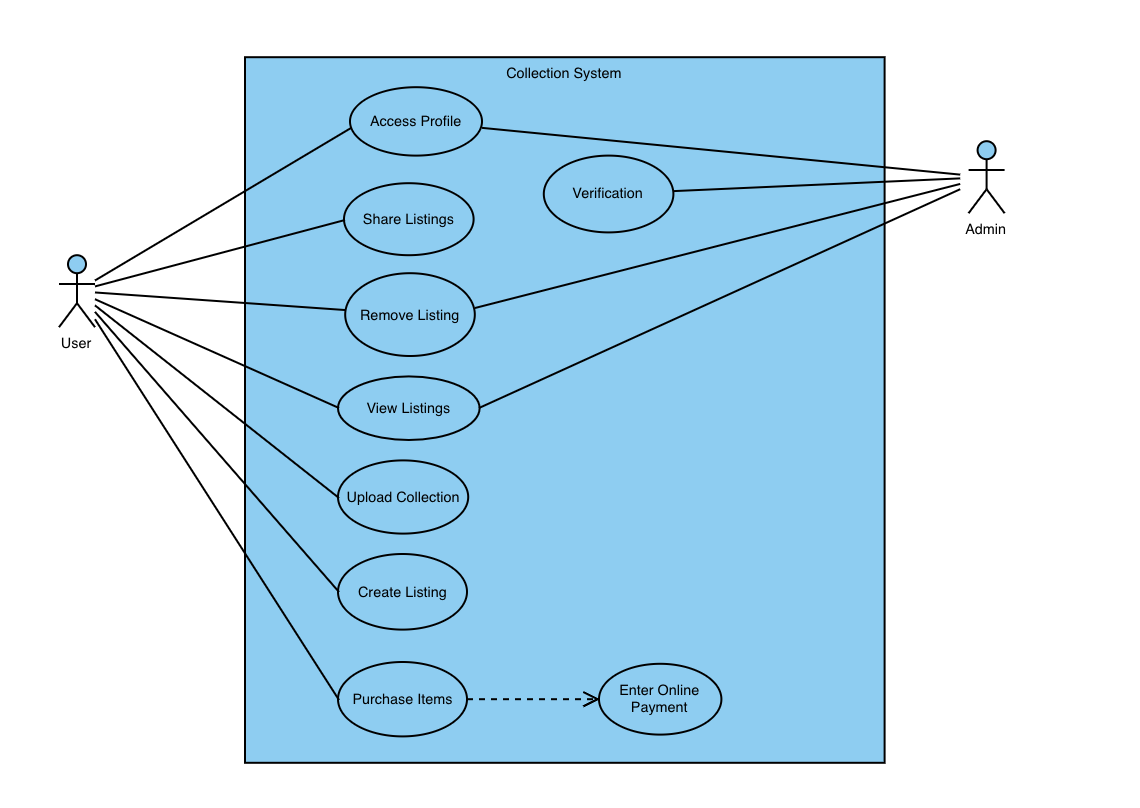 Collection System
Access Profile
Verification
Share Listings
Admin
Remove Listing
User
View Listings
Upload Collection
Create Listing
Purchase Items
Enter Online
Payment